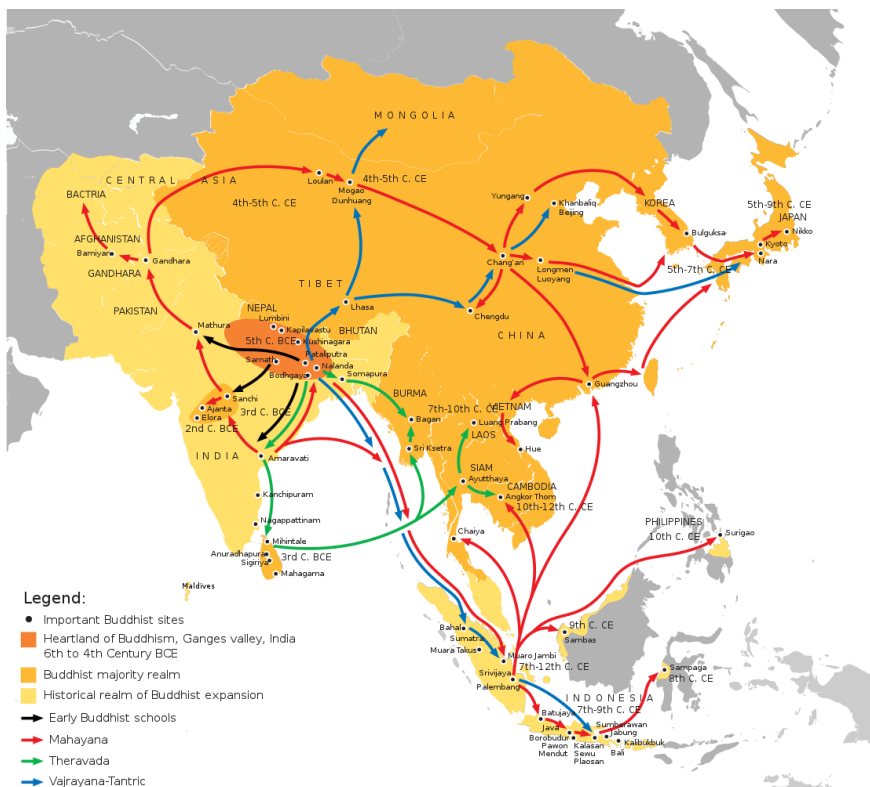 MONGOLIA
CENTRAL ASIA
Loulan
Mogao
Dunhuang
4th-5th C. CE
BACTRIA
4th-5th C. CE
Yungang
Khanbaliq
Beijing
KOREA
5th-9th C. CE
JAPAN
Nikko
Kyoto
Nara
Bulguksa
AFGHANISTAN
Bamiyan
Gandhara
GANDHARA
Chang'an
Longmen
Luoyang
5th-7th C. CE
TIBET
Lhasa
Chengdu
PAKISTAN
NEPAL
Lumbini
Kapilavastu
Mathura
5th C. BCE
Kushinagara
BHUTAN
CHINA
Pataliputra
Sarnath
Nalanda
Bodhgaya
Somapura
Guangzhou
BURMA
Sanchi
Ajanta
Elora
3rd C. BCE
2nd C. BCE
7th-10th C. CE
VIETNAM
Bagan
Luang Prabang
LAOS
INDIA
Amaravati
Sri Ksetra
Hue
SIAM
Ayutthaya
CAMBODIA
Angkor Thom
10th-12th C. CE
Kanchipuram
Nagappattinam
Chaiya
PHILIPPINES
10th C. CE
Surigao
Mihintale
Anuradhapura
Sigiriya
3rd C. BCE
Mahagama
Maldives
Bahal
Sumatra
Muara Takus
9th C. CE
Sambas
Muaro Jambi
7th-12th C. CE
Srivijaya
Palembang
Sampaga
8th C. CE
INDONESIA
7th-9th C. CE
Batujaya
Java
Borobudur
Pawon
Mendut
Kalasan
Sewu
Plaosan
Sumbarawan
Jabung
Kalibukbuk
Bali
Legend:
Important Buddhist sites
Heartland of Buddhism, Ganges valley, India
6th to 4th Century BCE
Buddhist majority realm
Historical realm of Buddhist expansion
Early Buddhist schools
Mahayana
Theravada
Vajrayana-Tantric